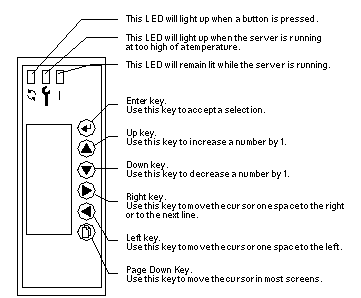 This LED will light up when a button is pressed.
This LED will light up when the server is running
at too high of a temperature.
This LED will remain lit while the server is running.
Enter key.
Use this key to accept a selection.
Up key.
Use this key to increase a number by 1.
Down key.
Use this key to decrease a number by 1.
Right key.
Use this key to move the cursor one space to the right
or to the next line.
Left key.
Use this key to move the cursor one space to the left.
Page Down Key.
Use this key to move the cursor in most screens.